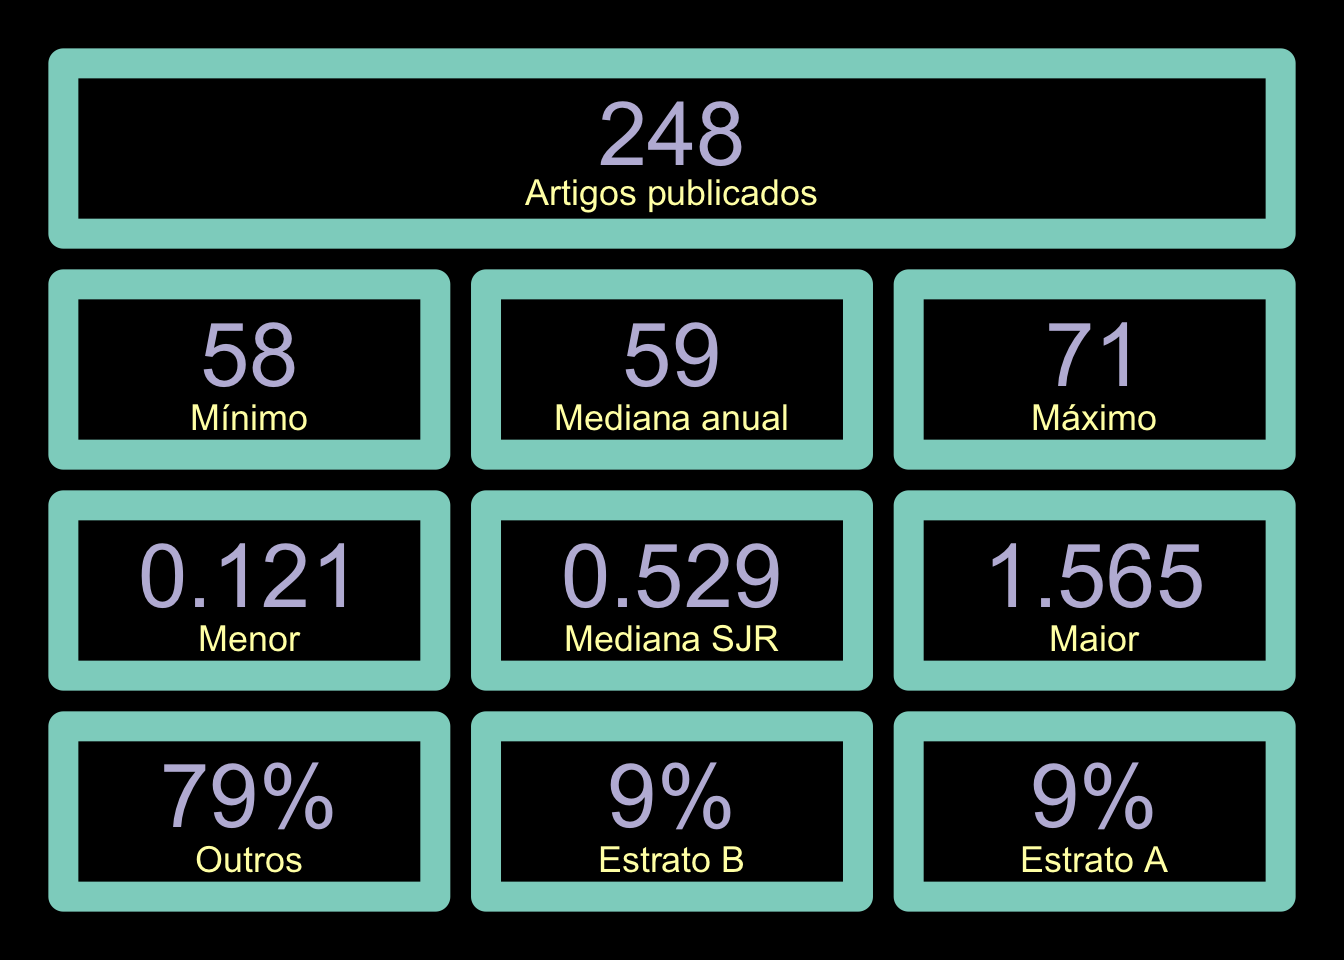 248
Artigos publicados
58
Mínimo
59
Mediana anual
71
Máximo
0.121
Menor
0.529
Mediana SJR
1.565
Maior
79%
Outros
9%
Estrato B
9%
Estrato A